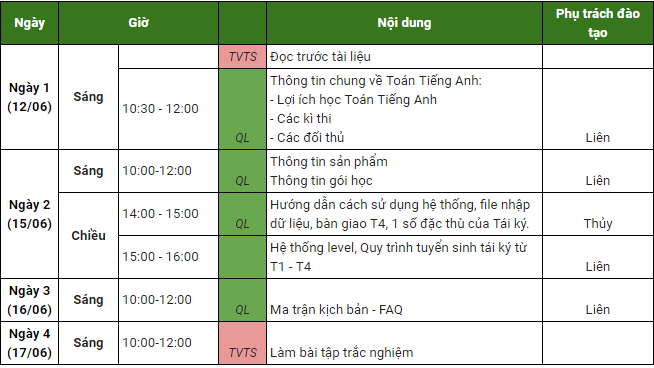 Ngày Giờ Nội dung Phụ trách đào
tạo
Ngày 1
(12/06)
Sáng
TVTS Đọc trước tài liệu
10:30 - 12:00
QL
Thông tin chung về Toán Tiếng Anh:
- Lợi ích học Toán Tiếng Anh
- Các kì thi
- Các đối thủ
Liên
Ngày 2
(15/06)
Sáng
10:00-12:00
QL
Thông tin sản phẩm
Thông tin gói học
Liên
Chiều
14:00 - 15:00
QL
Hướng dẫn cách sử dụng hệ thống, file nhập
dữ liệu, bàn giao T4, 1 số đặc thù của Tái ký.
Thủy
15:00 - 16:00
Hệ thống level, Quy trình tuyển sinh tái ký từ
T1 - T4
Liên
Ngày 3
(16/06)
Sáng
10:00-12:00
QL
Ma trận kịch bản - FAQ
Liên
Ngày 4
(17/06)
Sáng
10:00-12:00
TVTS
Làm bài tập trắc nghiệm